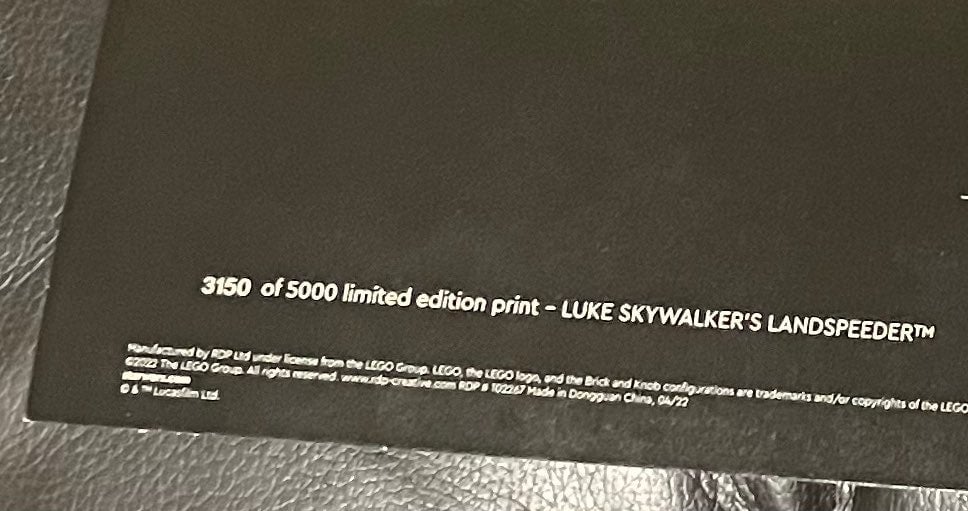 3150 of 5000 limited edition print – LUKE SKYWALKER'S LANDSPEEDER™
Manufactured by RDP Ltd under license from the LEGO Group. LEGO, the LEGO logo, and the Brick and Knob configurations are trademarks and/or copyrights of the LEGO
©2022 The LEGO Group. All rights reserved. www.rdp-creative.com RDP # 102267 Made in Dongguan China, 04/22
starwars.com
© & ™ Lucasfilm Ltd.